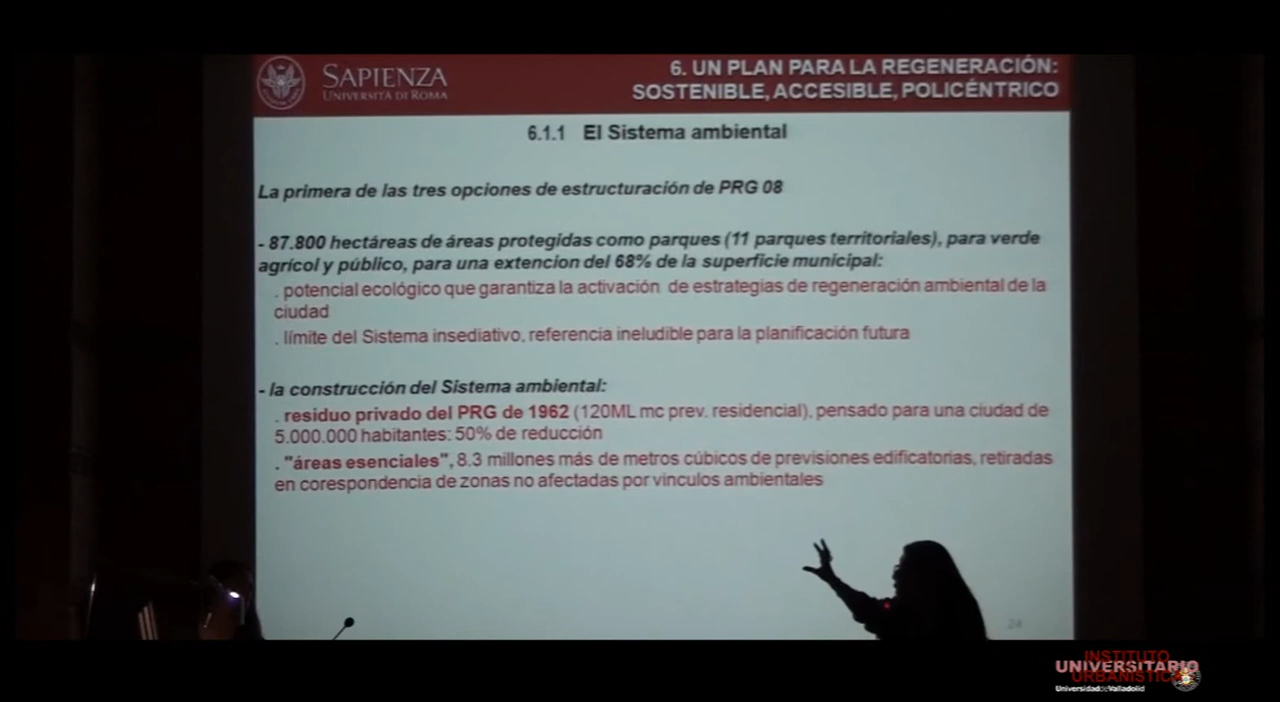 SAPIENZA
UNIVERSITÀ DI ROMA
6. UN PLAN PARA LA REGENERACIÓN:
SOSTENIBLE, ACCESIBLE, POLICÉNTRICO
6.1.1 El Sistema ambiental
La primera de las tres opciones de estructuración de PRG 08
- 87.800 hectáreas de áreas protegidas como parques (11 parques territoriales), para verde
agrícol y público, para una extencion del 68% de la superficie municipal:
. potencial ecológico que garantiza la activación de estrategias de regeneración ambiental de la
ciudad
. límite del Sistema insediativo, referencia ineludible para la planificación futura
- la construcción del Sistema ambiental:
. residuo privado del PRG de 1962 (120ML mc prev. residencial), pensado para una ciudad de
5.000.000 habitantes: 50% de reducción
. "áreas esenciales", 8.3 millones más de metros cúbicos de previsiones edificatorias, retiradas
en corespondencia de zonas no afectadas por vinculos ambientales
24
INSTITUTO
UNIVERSITARIO
URBANÍSTICA
Universidad de Valladolid